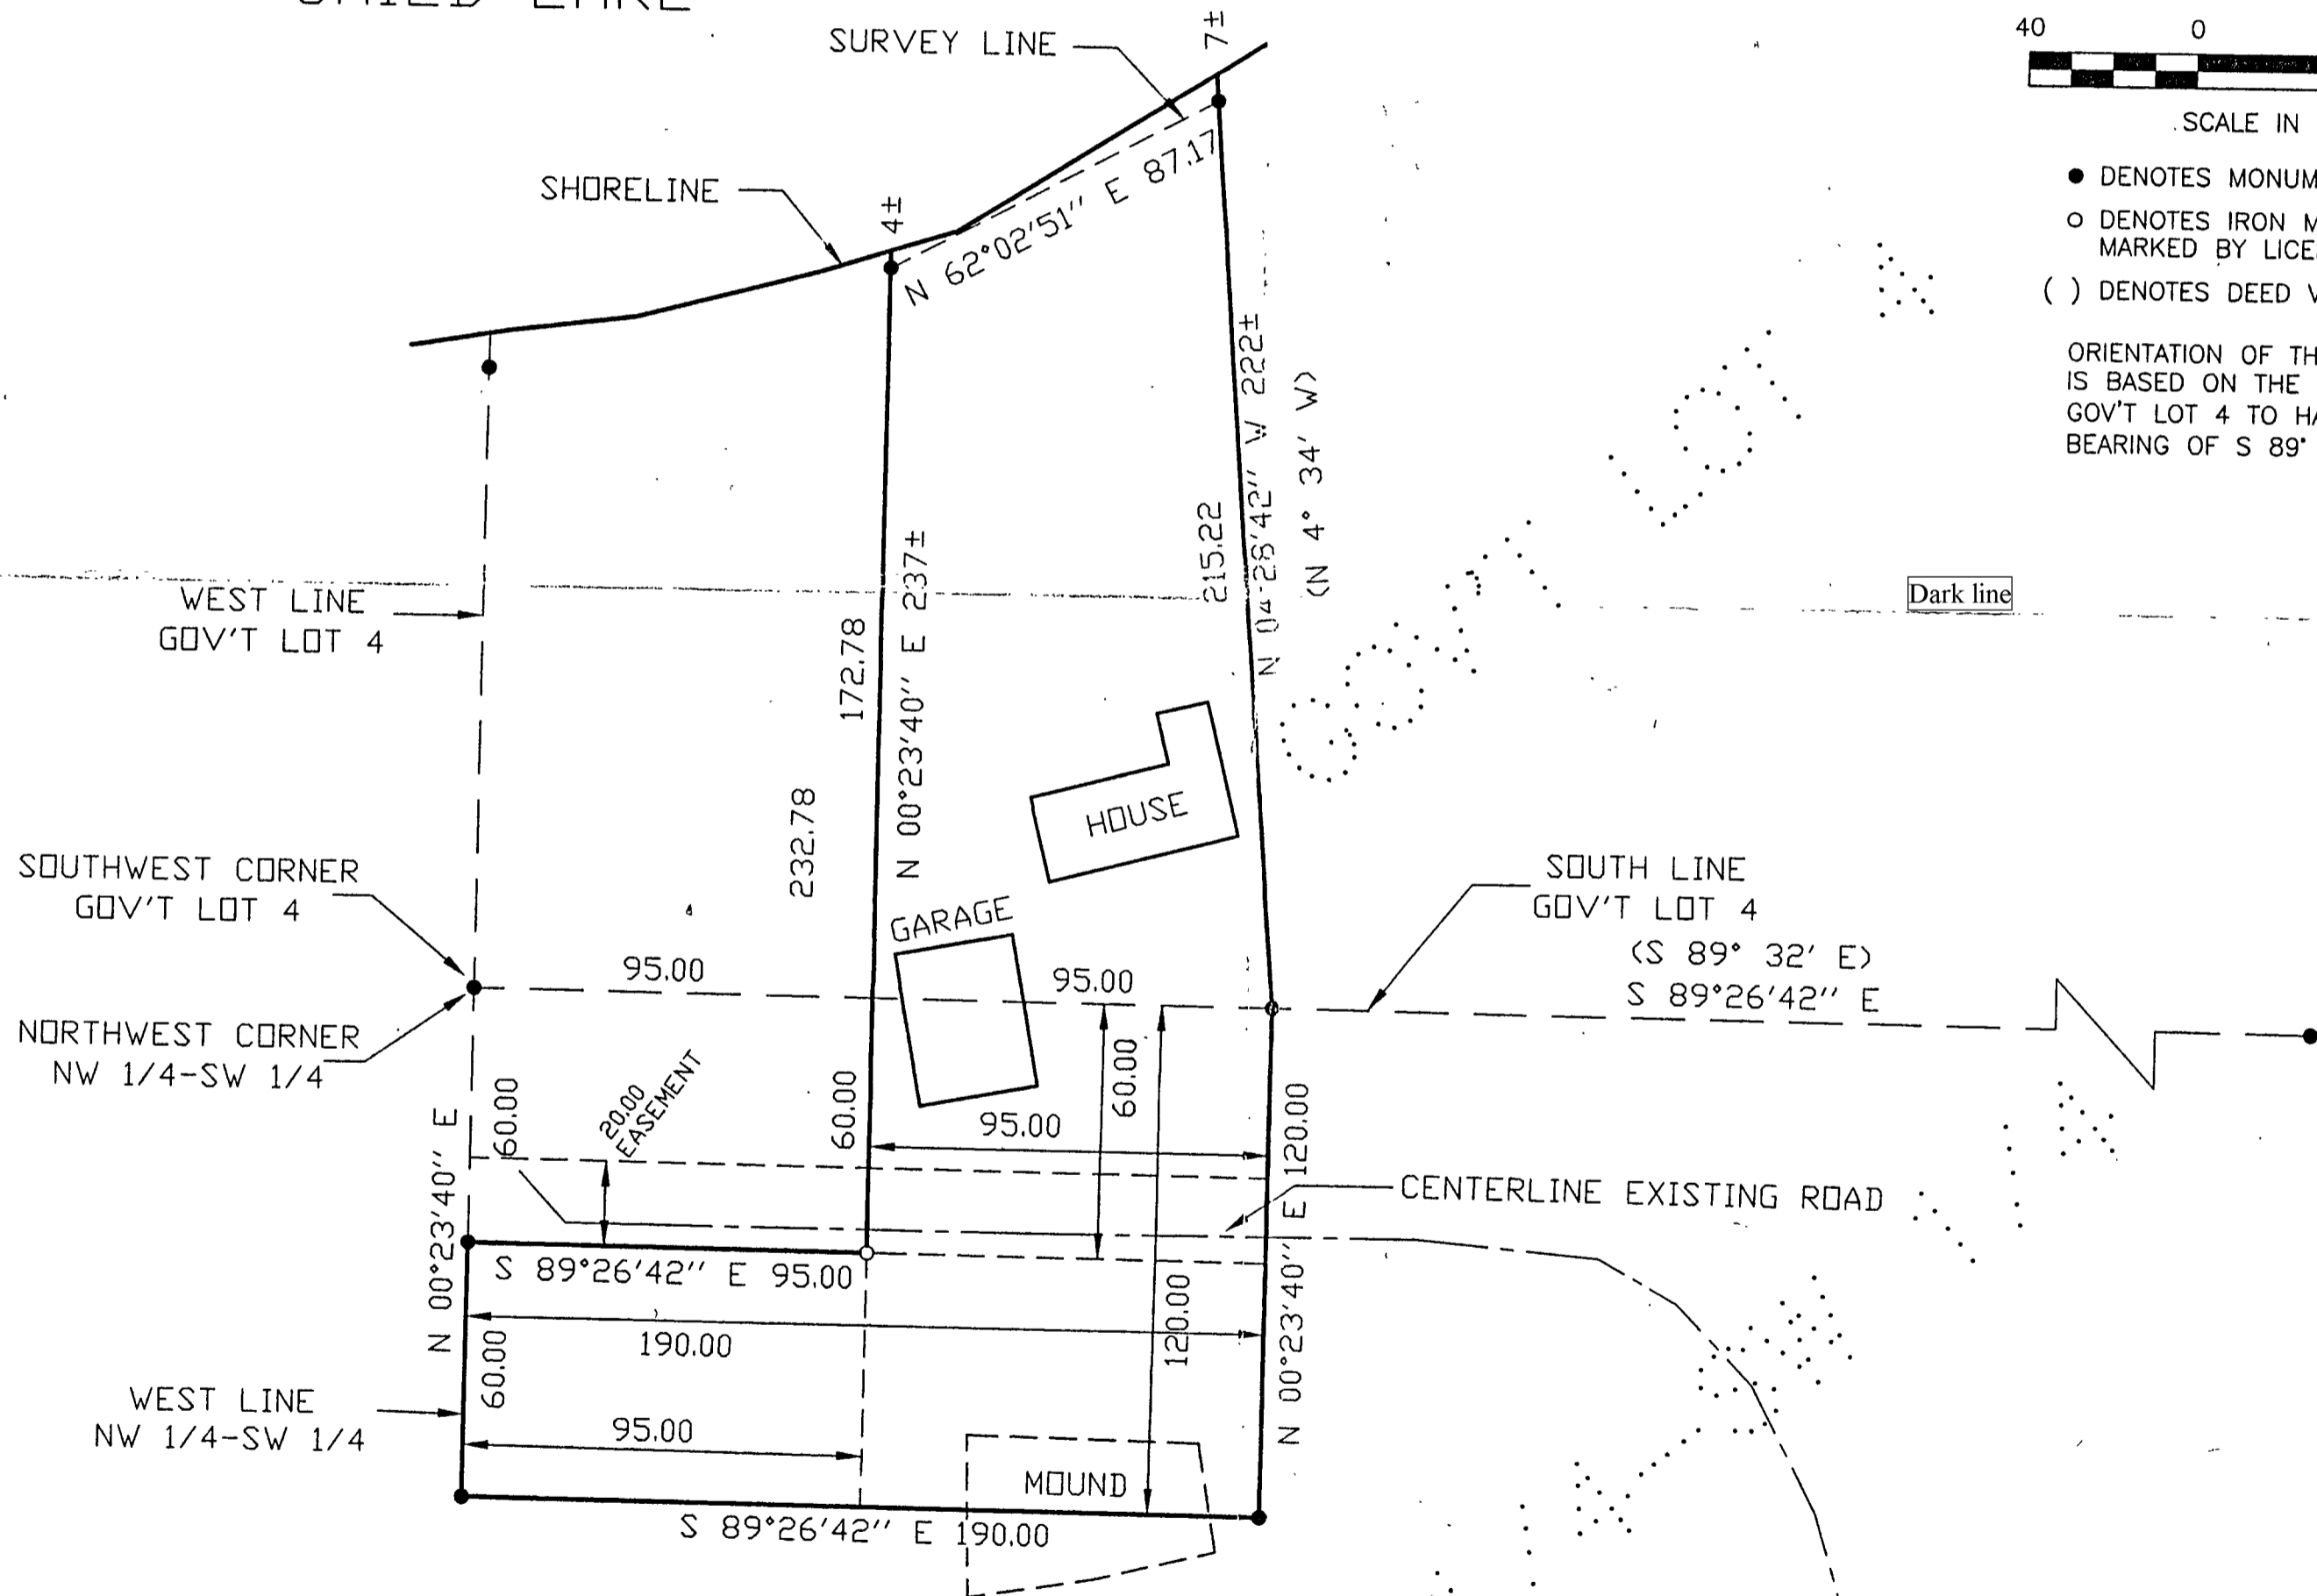 LAKE
SURVEY LINE
7±
40 0
SCALE IN
SHORELINE
4±
N 62°02'51" E 87.17
● DENOTES MONUM
○ DENOTES IRON M
MARKED BY LICE
( ) DENOTES DEED V
ORIENTATION OF TH
IS BASED ON THE
GOV'T LOT 4 TO HA
BEARING OF S 89°
WEST LINE
GOV'T LOT 4
172.78
232.78
N 00°23'40" E 237±
215.22
N 04°28'42" W 222±
(N 4° 34' W)
GOV'T LOT 4
Dark line
HOUSE
GARAGE
SOUTHWEST CORNER
GOV'T LOT 4
NORTHWEST CORNER
NW 1/4-SW 1/4
95.00
95.00
SOUTH LINE
GOV'T LOT 4
(S 89° 32' E)
S 89°26'42" E
60.00
20.00
EASEMENT
60.00
95.00
60.00
120.00
CENTERLINE EXISTING ROAD
N 00°23'40" E
S 89°26'42" E 95.00
190.00
120.00
N 00°23'40" E 120.00
60.00
WEST LINE
NW 1/4-SW 1/4
95.00
MOUND
S 89°26'42" E 190.00